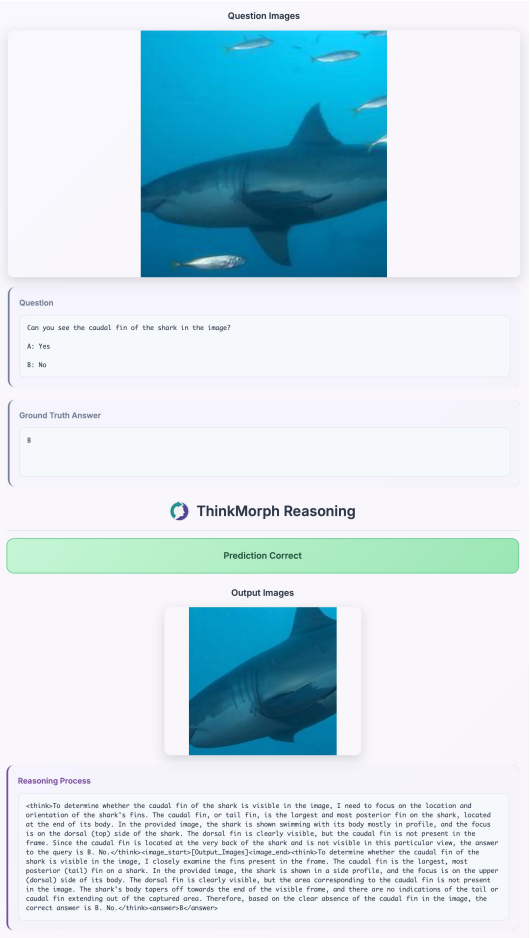 Question Images
Question
Can you see the caudal fin of the shark in the image?
A: Yes
B: No
Ground Truth Answer
B
ThinkMorph Reasoning
Prediction Correct
Output Images
Reasoning Process
<think>To determine whether the caudal fin of the shark is visible in the image, I need to focus on the location and
orientation of the shark's fins. The caudal fin, or tail fin, is the largest and most posterior fin on the shark, located
at the end of its body. In the provided image, the shark is shown swimming with its body mostly in profile, and the focus
is on the dorsal (top) side of the shark. The dorsal fin is clearly visible, but the caudal fin is not present in the
frame. Since the caudal fin is located at the very back of the shark and is not visible in this particular view, the answer
to the query is B. No.</think><image_start>[Output_Images]<image_end><think>To determine whether the caudal fin of the
shark is visible in the image, I closely examine the fins present in the frame. The caudal fin is the largest, most
posterior (tail) fin on a shark. In the provided image, the shark is shown in a side profile, and the focus is on the upper
(dorsal) side of its body. The dorsal fin is clearly visible, but the area corresponding to the caudal fin is not present
in the image. The shark's body tapers off towards the end of the visible frame, and there are no indications of the tail or
caudal fin extending out of the captured area. Therefore, based on the clear absence of the caudal fin in the image, the
correct answer is B. No.</think><answer>B</answer>